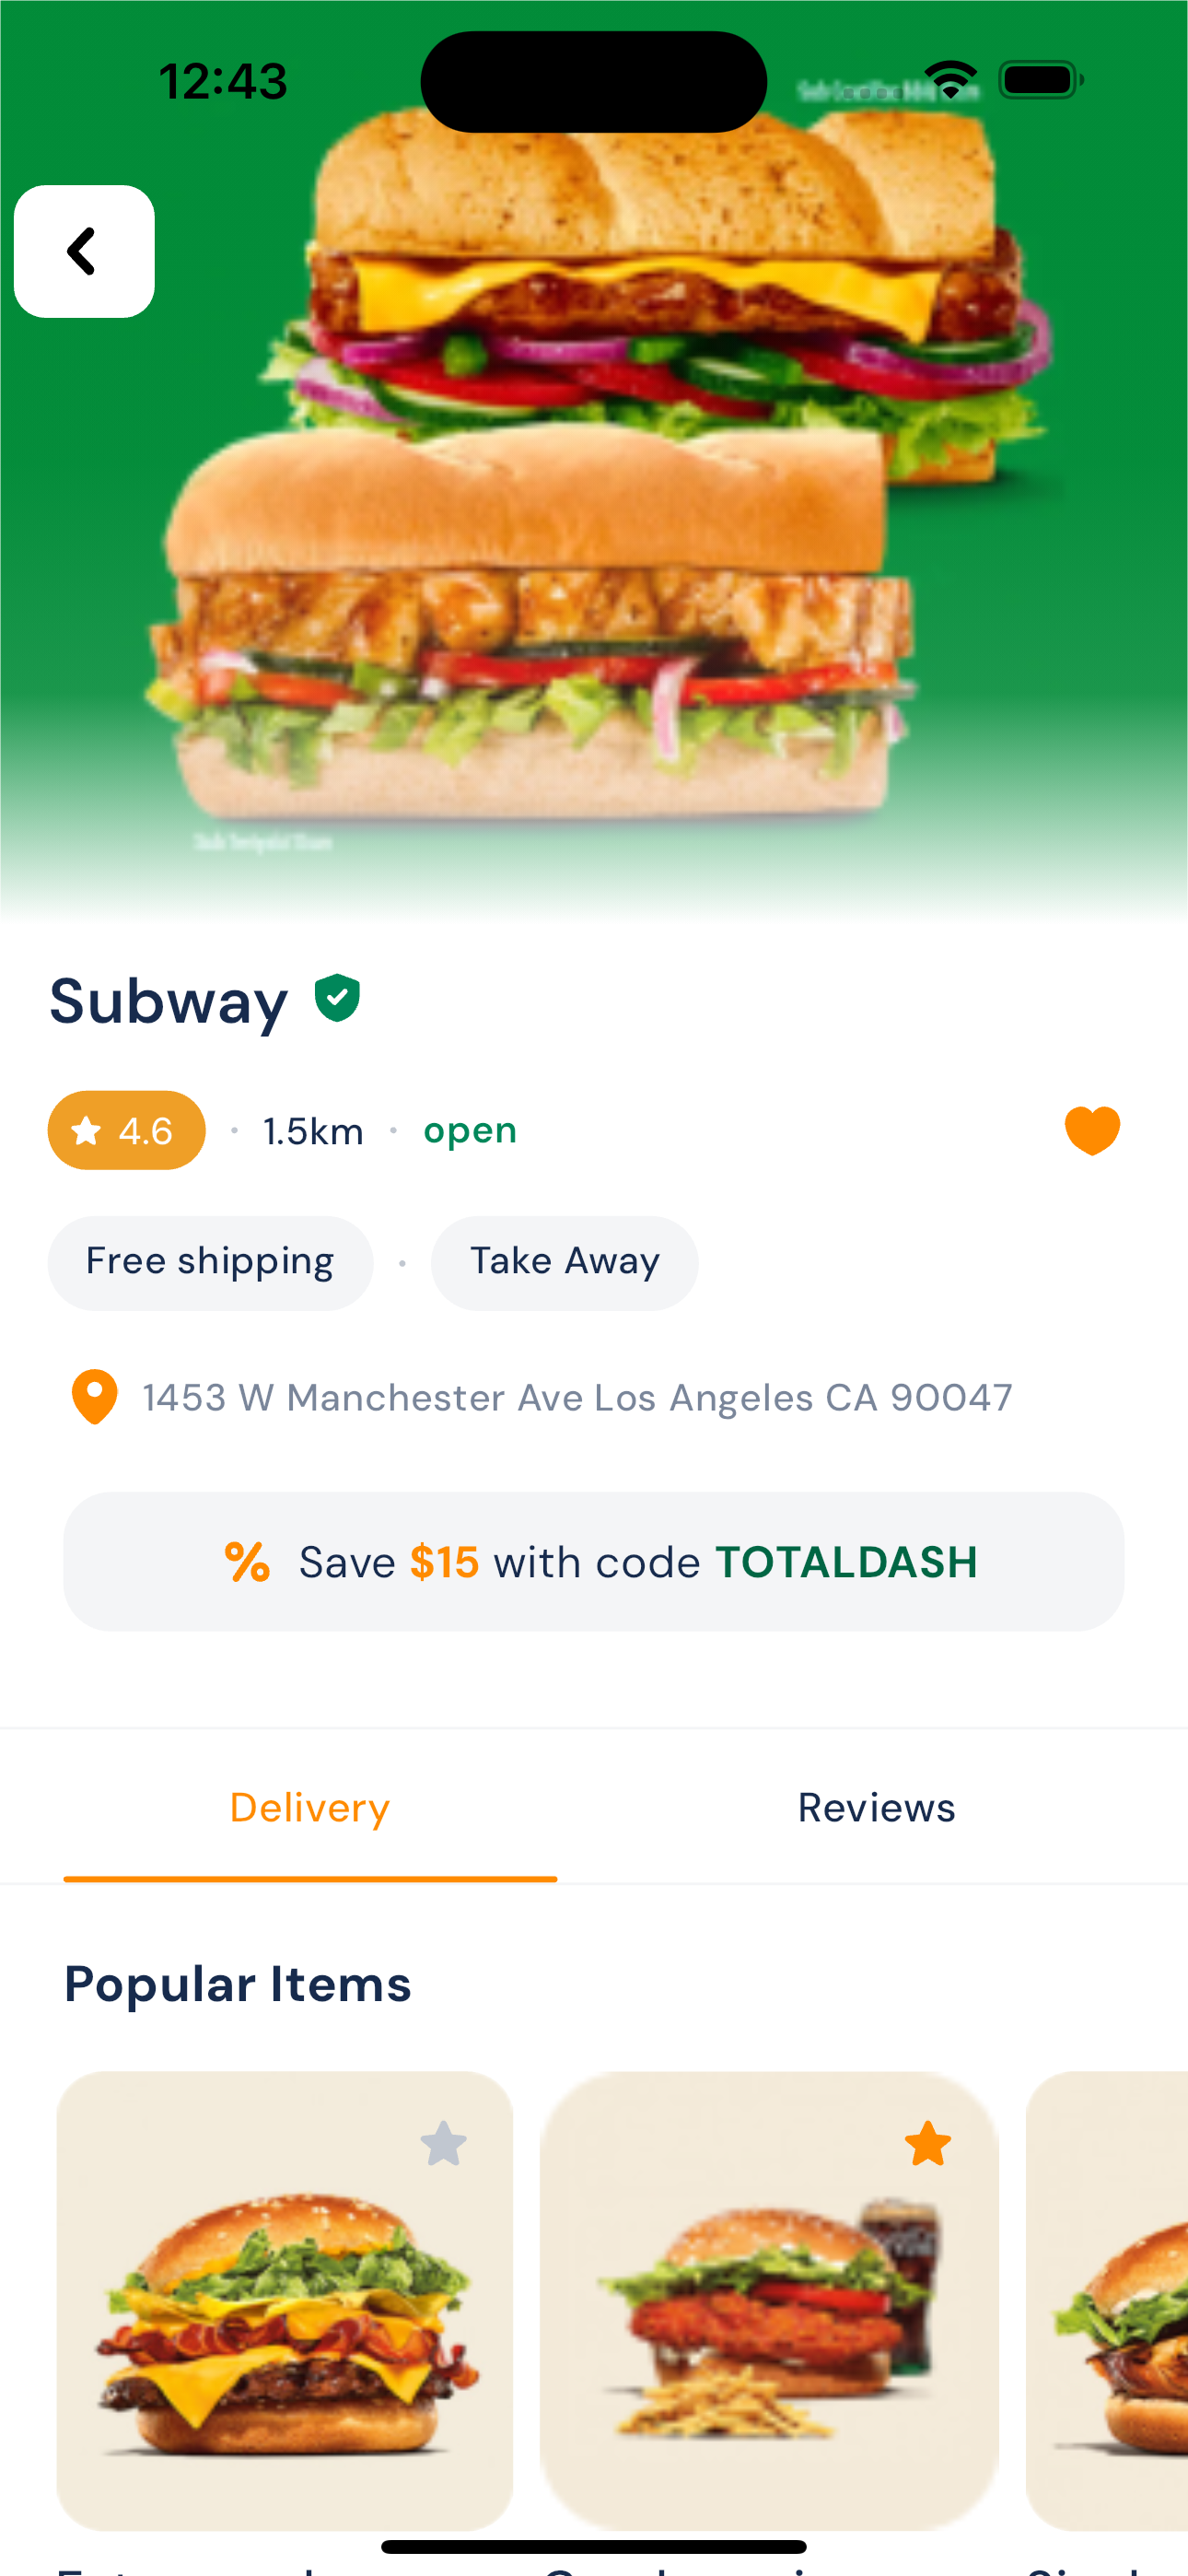 12:43
Subway
4.6 · 1.5km · open
Free shipping · Take Away
1453 W Manchester Ave Los Angeles CA 90047
% Save $15 with code TOTALDASH
Delivery
Reviews
Popular Items